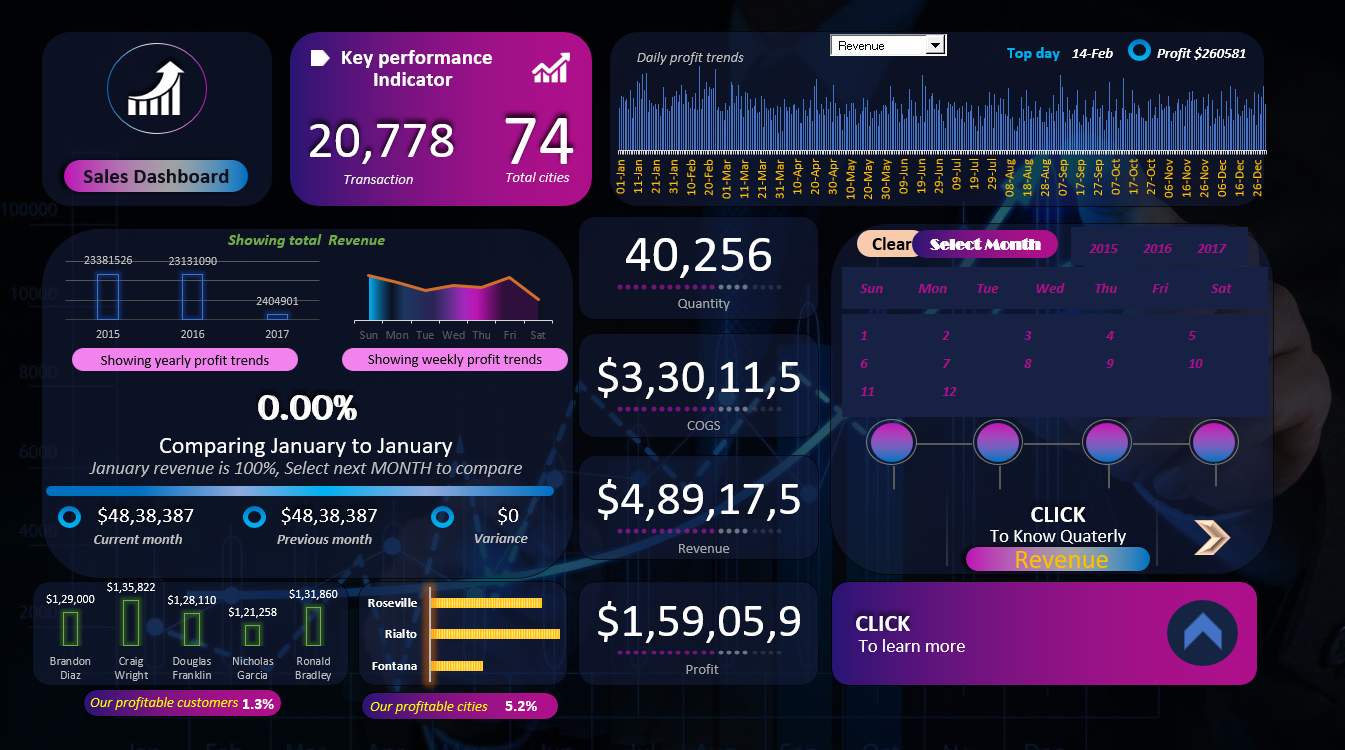 Sales Dashboard
Key performance
Indicator
20,778
74
Transaction
Total cities
Daily profit trends
Revenue
Top day 14-Feb
Profit $260581
01-Jan 11-Jan 21-Jan 31-Jan 10-Feb 20-Feb 01-Mar 11-Mar 21-Mar 31-Mar 10-Apr 20-Apr 30-Apr 10-May 20-May 30-May 09-Jun 19-Jun 29-Jun 09-Jul 19-Jul 29-Jul 08-Aug 18-Aug 28-Aug 07-Sep 17-Sep 27-Sep 07-Oct 17-Oct 27-Oct 06-Nov 16-Nov 26-Nov 06-Dec 16-Dec 26-Dec
Showing total Revenue
23381526 23131090
2404901
2015 2016 2017
Showing yearly profit trends
Sun Mon Tue Wed Thu Fri Sat
Showing weekly profit trends
0.00%
Comparing January to January
January revenue is 100%, Select next MONTH to compare
$48,38,387 $48,38,387 $0
Current month Previous month Variance
40,256
Quantity
$3,30,11,5
COGS
$4,89,17,5
Revenue
$1,59,05,9
Profit
Clear
Select Month
2015 2016 2017
Sun Mon Tue Wed Thu Fri Sat
1 2 3 4 5
6 7 8 9 10
11 12
CLICK
To Know Quaterly
Revenue
$1,29,000 $1,35,822 $1,28,110 $1,21,258 $1,31,860
Brandon Diaz
Craig Wright
Douglas Franklin
Nicholas Garcia
Ronald Bradley
Our profitable customers 1.3%
Roseville
Rialto
Fontana
Our profitable cities 5.2%
CLICK
To learn more
100000
10000
8000
6000
4000